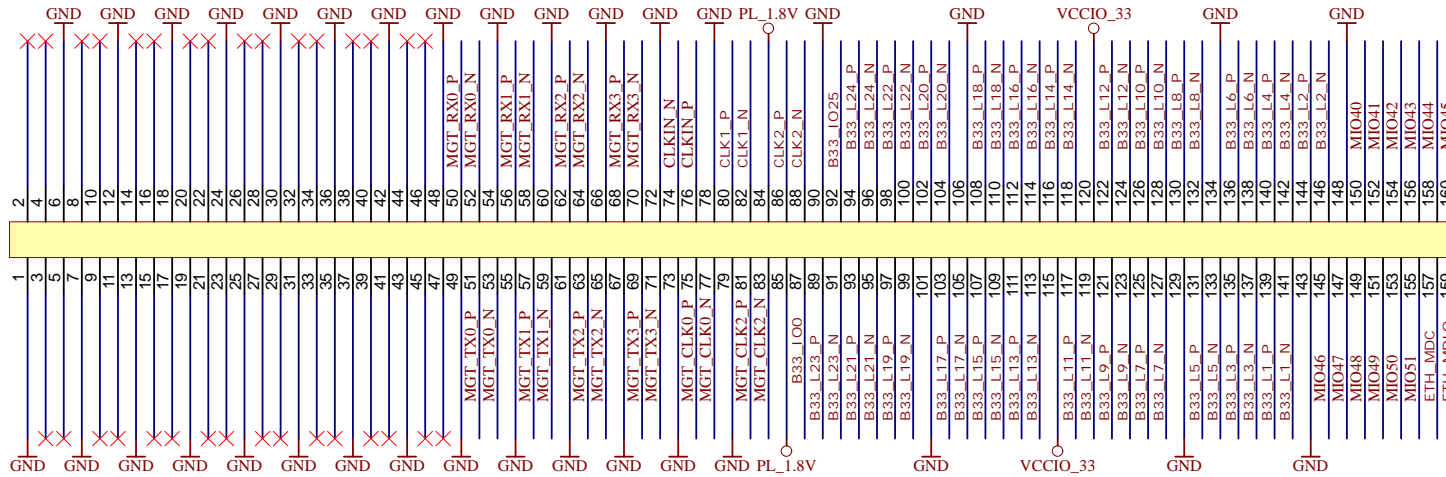 GND GND GND GND GND GND GND GND GND GND GND GND GND PL_1.8V GND GND VCCIO_33 GND GND
MGT_RX0_P MGT_RX0_N MGT_RX1_P MGT_RX1_N MGT_RX2_P MGT_RX2_N MGT_RX3_P MGT_RX3_N CLKIN_N CLKIN_P CLK1_P CLK1_N CLK2_P CLK2_N B33_IO25 B33_L24_P B33_L24_N B33_L22_P B33_L22_N B33_L20_P B33_L20_N B33_L18_P B33_L18_N B33_L16_P B33_L16_N B33_L14_P B33_L14_N B33_L12_P B33_L12_N B33_L10_P B33_L10_N B33_L8_P B33_L8_N B33_L6_P B33_L6_N B33_L4_P B33_L4_N B33_L2_P B33_L2_N MIO40 MIO41 MIO42 MIO43 MIO44
2 4 6 8 10 12 14 16 18 20 22 24 26 28 30 32 34 36 38 40 42 44 46 48 50 52 54 56 58 60 62 64 66 68 70 72 74 76 78 80 82 84 86 88 90 92 94 96 98 100 102 104 106 108 110 112 114 116 118 120 122 124 126 128 130 132 134 136 138 140 142 144 146 148 150 152 154 156 158 160
1 3 5 7 9 11 13 15 17 19 21 23 25 27 29 31 33 35 37 39 41 43 45 47 49 51 53 55 57 59 61 63 65 67 69 71 73 75 77 79 81 83 85 87 89 91 93 95 97 99 101 103 105 107 109 111 113 115 117 119 121 123 125 127 129 131 133 135 137 139 141 143 145 147 149 151 153 155 157 159
MGT_TX0_P MGT_TX0_N MGT_TX1_P MGT_TX1_N MGT_TX2_P MGT_TX2_N MGT_TX3_P MGT_TX3_N MGT_CLK0_P MGT_CLK0_N MGT_CLK2_P MGT_CLK2_N B33_IO0 B33_L23_P B33_L23_N B33_L21_P B33_L21_N B33_L19_P B33_L19_N B33_L17_P B33_L17_N B33_L15_P B33_L15_N B33_L13_P B33_L13_N B33_L11_P B33_L11_N B33_L9_P B33_L9_N B33_L7_P B33_L7_N B33_L5_P B33_L5_N B33_L3_P B33_L3_N B33_L1_P B33_L1_N MIO46 MIO47 MIO48 MIO49 MIO50 MIO51 ETH_MDC
GND GND GND GND GND GND GND GND GND GND GND GND GND GND PL_1.8V GND VCCIO_33 GND GND